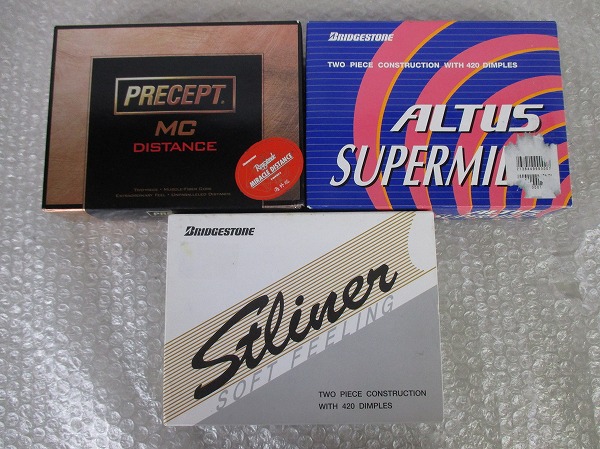 PRECEPT.
MC
DISTANCE
MIRACLE DISTANCE
PRECEPT
BRIDGESTONE
TWO PIECE CONSTRUCTION WITH 420 DIMPLES
ALTUS
SUPERMIL
BRIDGESTONE
Stliner
SOFT FEELING
TWO PIECE CONSTRUCTION
WITH 420 DIMPLES